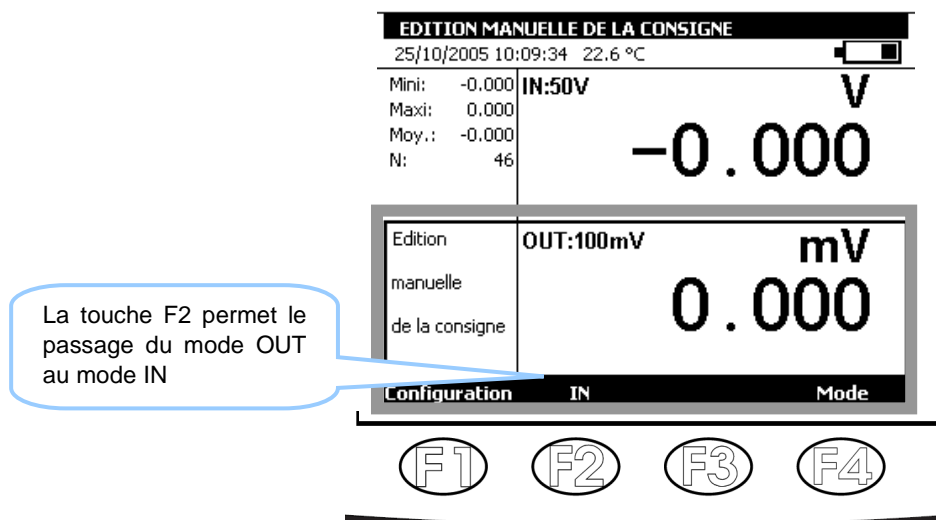 EDITION MANUELLE DE LA CONSIGNE
25/10/2005 10:09:34 22.6 °C
Mini: -0.000
Maxi: 0.000
Moy.: -0.000
N: 46
IN:50V
V
-0.000
Edition
manuelle
de la consigne
OUT:100mV
mV
0.000
La touche F2 permet le
passage du mode OUT
au mode IN
Configuration IN Mode
F1 F2 F3 F4